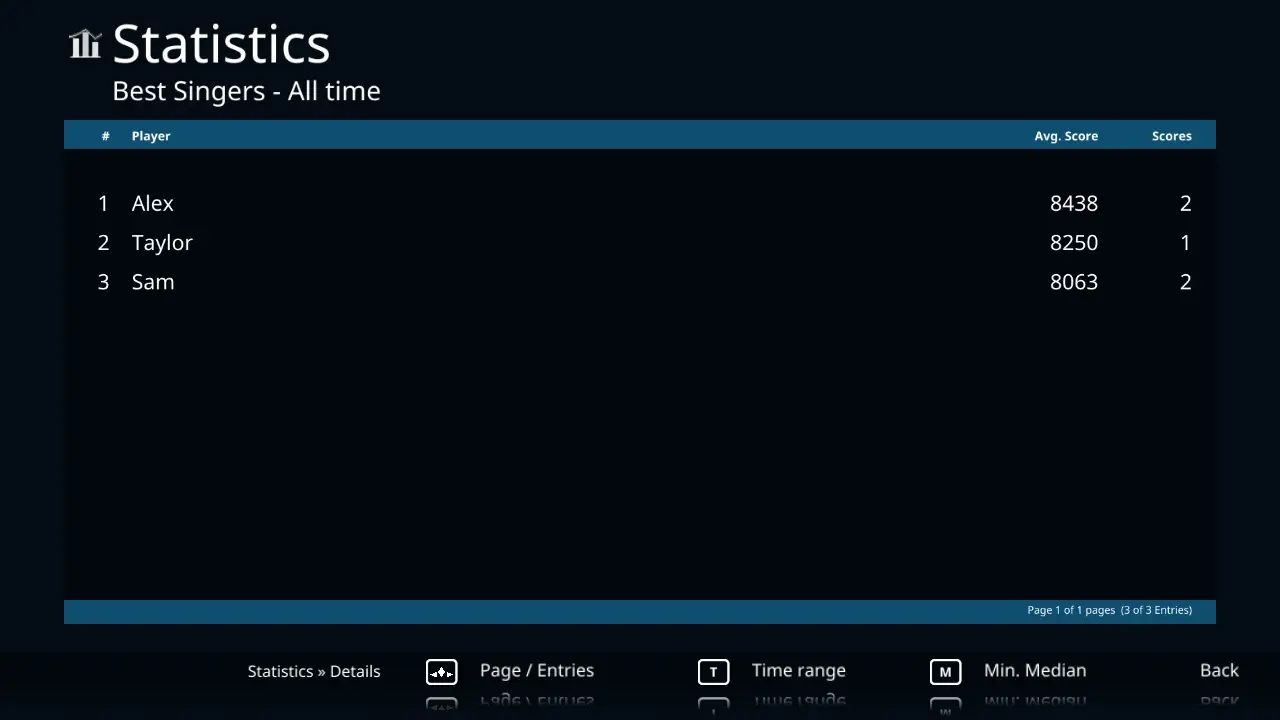 Statistics
Best Singers - All time
# Player Avg. Score Scores
1 Alex 8438 2
2 Taylor 8250 1
3 Sam 8063 2
Page 1 of 1 pages (3 of 3 Entries)
Statistics » Details Page / Entries T Time range M Min. Median Back